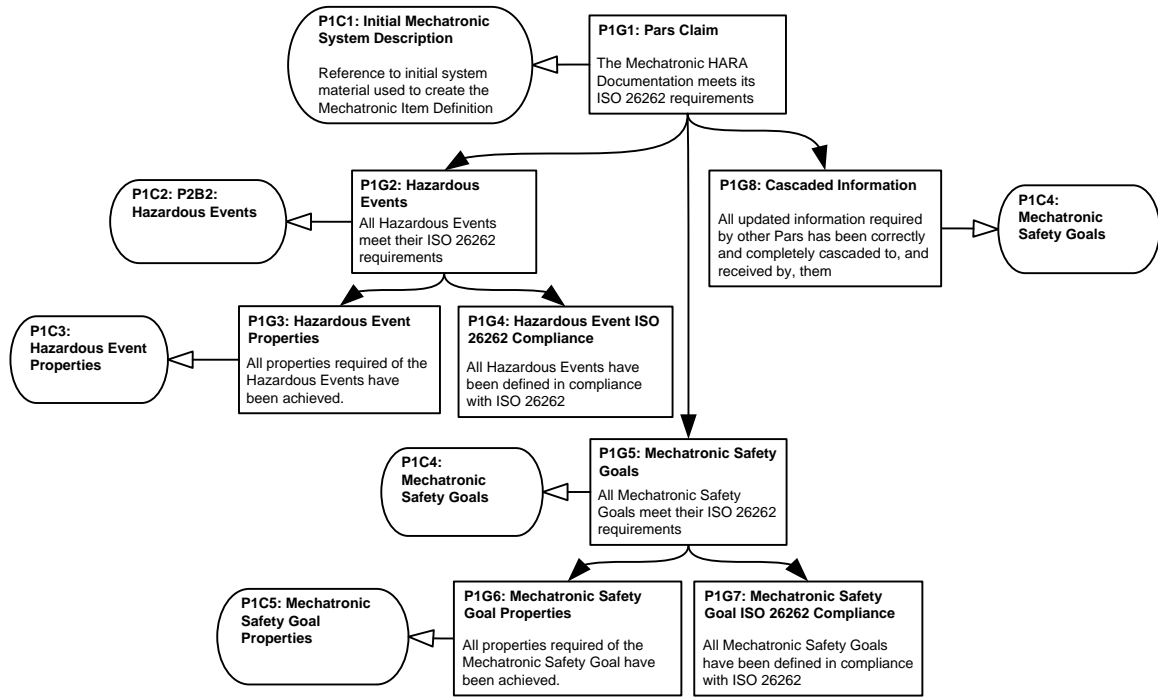 P1C1: Initial Mechatronic
System Description
Reference to initial system
material used to create the
Mechatronic Item Definition
P1G1: Pars Claim
The Mechatronic HARA
Documentation meets its
ISO 26262 requirements
P1C2: P2B2:
Hazardous Events
P1G2: Hazardous
Events
All Hazardous Events
meet their ISO 26262
requirements
P1G8: Cascaded Information
All updated information required
by other Pars has been correctly
and completely cascaded to, and
received by, them
P1C4:
Mechatronic
Safety Goals
P1C3:
Hazardous Event
Properties
P1G3: Hazardous Event
Properties
All properties required of the
Hazardous Events have
been achieved.
P1G4: Hazardous Event ISO
26262 Compliance
All Hazardous Events have
been defined in compliance
with ISO 26262
P1C4:
Mechatronic
Safety Goals
P1G5: Mechatronic Safety
Goals
All Mechatronic Safety
Goals meet their ISO 26262
requirements
P1C5: Mechatronic
Safety Goal
Properties
P1G6: Mechatronic Safety
Goal Properties
All properties required of the
Mechatronic Safety Goal have
been achieved.
P1G7: Mechatronic Safety
Goal ISO 26262 Compliance
All Mechatronic Safety Goals
have been defined in compliance
with ISO 26262